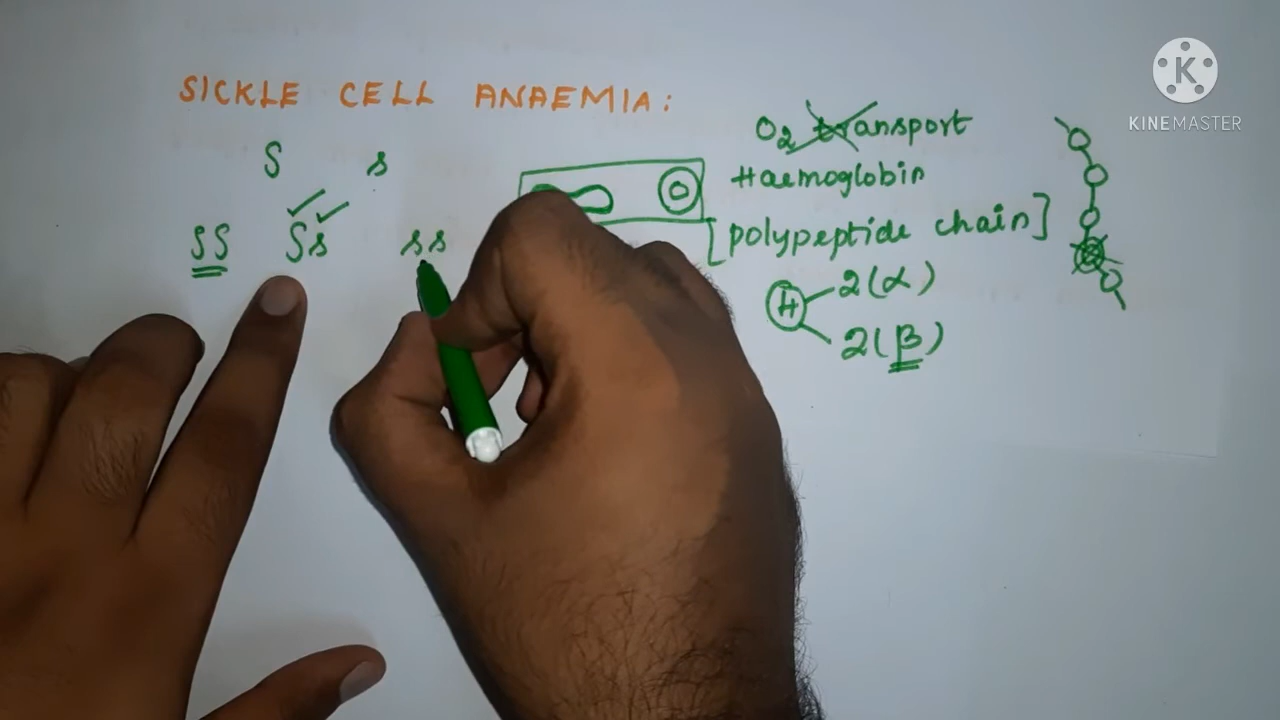 SICKLE CELL ANAEMIA:
S s
SS Ss ss
O2 transport
Haemoglobin
[polypeptide chain]
H 2(α)
2(β)
K
KINEMASTER